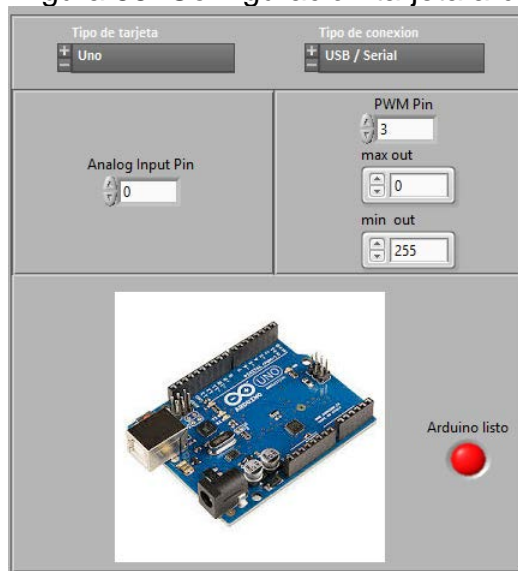 Tipo de tarjeta
Uno
Tipo de conexion
USB / Serial
Analog Input Pin
0
PWM Pin
3
max out
0
min out
255
UNO
Arduino listo